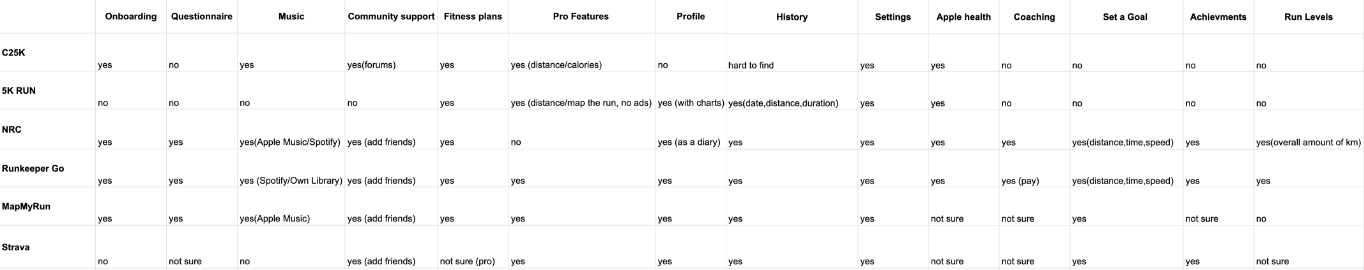 Onboarding Questionnaire Music Community support Fitness plans Pro Features Profile History Settings Apple health Coaching Set a Goal Achievments Run Levels
C25K
yes no yes yes(forums) yes yes (distance/calories) no hard to find yes yes no no no no
5K RUN
no no no no yes yes (distance/map the run, no ads) yes (with charts) yes(date,distance,duration) yes yes no no no no
NRC
yes yes yes(Apple Music/Spotify) yes (add friends) yes no yes (as a diary) yes yes yes yes yes(distance,time,speed) yes yes(overall amount of km)
Runkeeper Go
yes yes yes (Spotify/Own Library) yes (add friends) yes yes yes yes yes yes yes (pay) yes(distance,time,speed) yes yes
MapMyRun
yes yes yes(Apple Music) yes (add friends) yes yes yes yes yes not sure not sure yes not sure no
Strava
no not sure no yes (add friends) not sure (pro) yes yes yes yes not sure not sure yes yes not sure